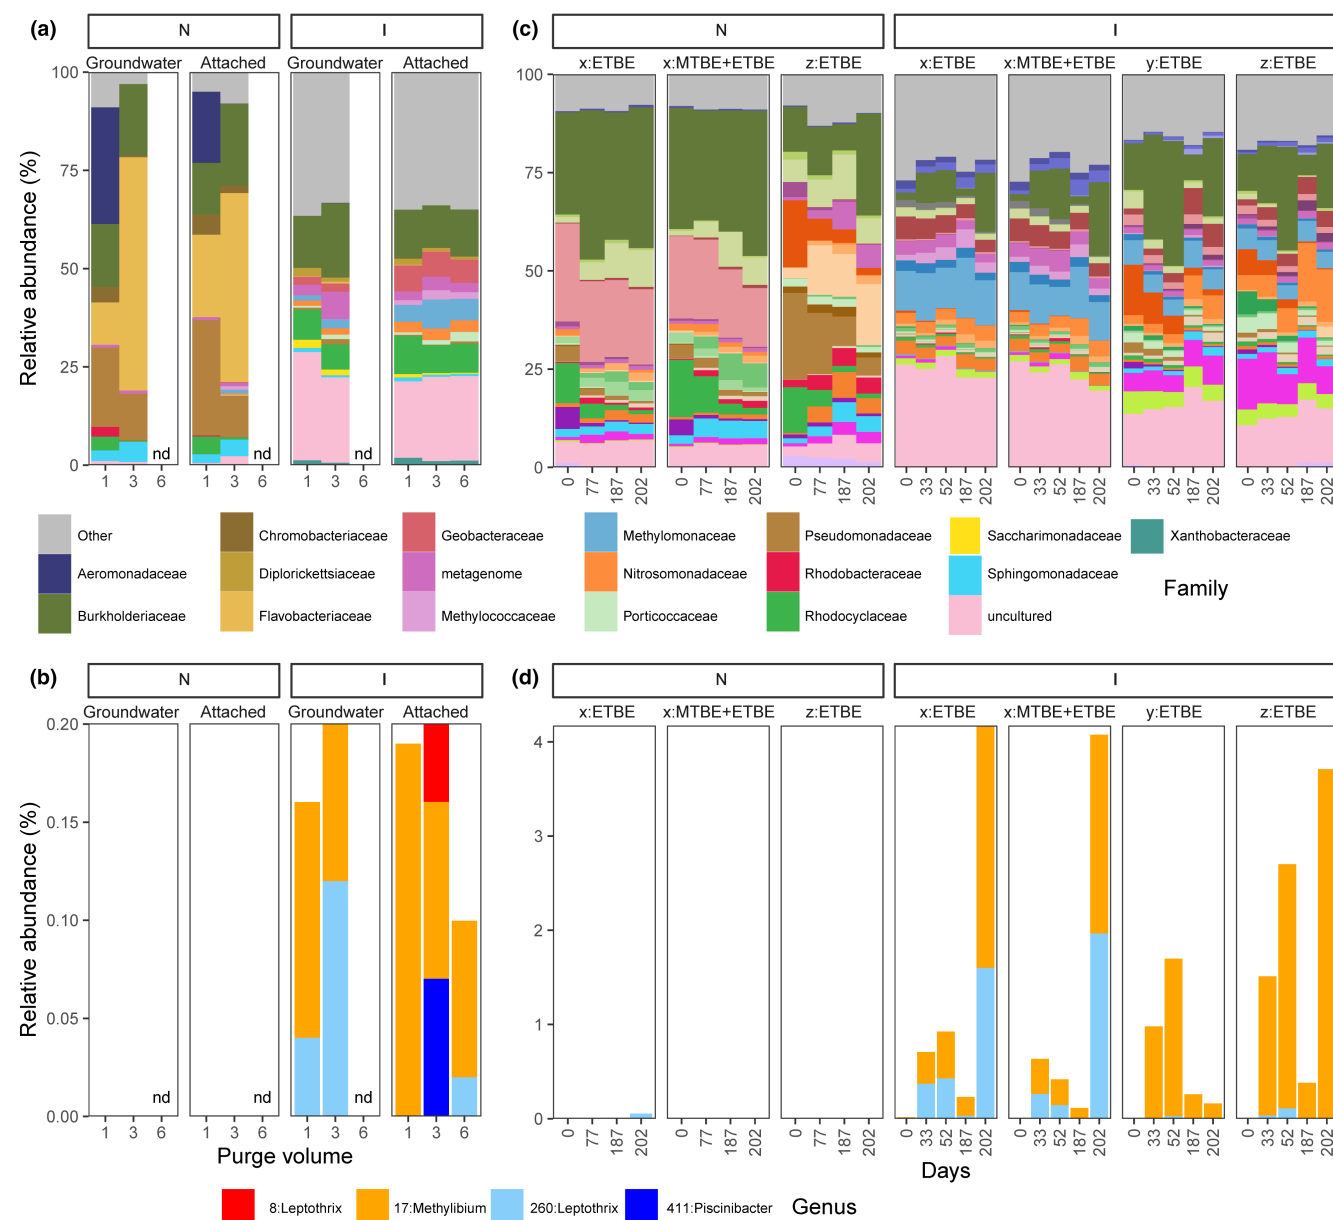 (a)
N
I
Groundwater
Attached
Groundwater
Attached
Relative abundance (%)
100
75
50
25
0
nd
nd
nd
1 3 6
1 3 6
1 3 6
1 3 6
(c)
N
I
x:ETBE
x:MTBE+ETBE
z:ETBE
x:ETBE
x:MTBE+ETBE
y:ETBE
z:ETBE
100
75
50
25
0
0 77 187 202
0 77 187 202
0 77 187 202
0 33 52 187 202
0 33 52 187 202
0 33 52 187 202
0 33 52 187 202
Other
Aeromonadaceae
Burkholderiaceae
Chromobacteriaceae
Diplorickettsiaceae
Flavobacteriaceae
Geobacteraceae
metagenome
Methylococcaceae
Methylomonaceae
Nitrosomonadaceae
Porticoccaceae
Pseudomonadaceae
Rhodobacteraceae
Rhodocyclaceae
Saccharimonadaceae
Sphingomonadaceae
uncultured
Xanthobacteraceae
Family
(b)
N
I
Groundwater
Attached
Groundwater
Attached
Relative abundance (%)
0.20
0.15
0.10
0.05
0.00
nd
nd
nd
1 3 6
1 3 6
1 3 6
1 3 6
Purge volume
(d)
N
I
x:ETBE
x:MTBE+ETBE
z:ETBE
x:ETBE
x:MTBE+ETBE
y:ETBE
z:ETBE
4
3
2
1
0
0 77 187 202
0 77 187 202
0 77 187 202
0 33 52 187 202
0 33 52 187 202
0 33 52 187 202
0 33 52 187 202
Days
8:Leptothrix
17:Methylibium
260:Leptothrix
411:Piscinibacter
Genus